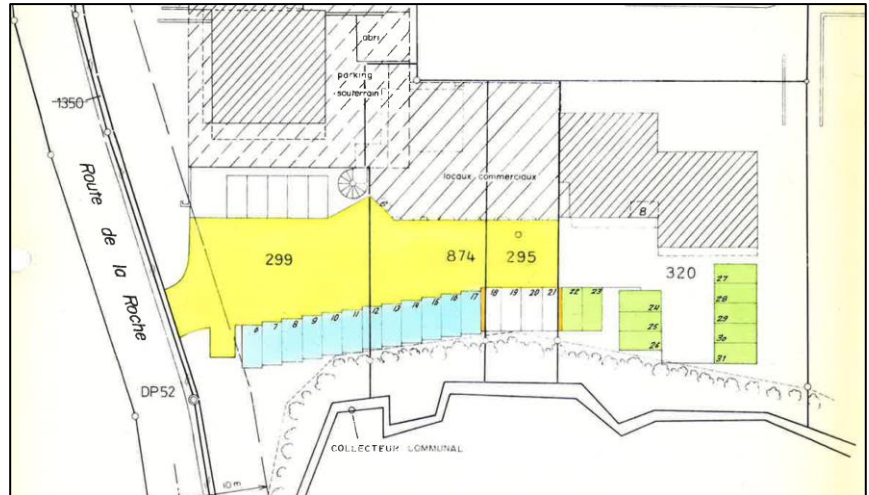 abri
parking
souterrain
1350
locaux commerciaux
8
Route de la Roche
299
874
295
320
6 7 8 9 10 11 12 13 14 15 16 17 18 19 20 21 22 23
24
25
26
27
28
29
30
31
DP52
COLLECTEUR COMMUNAL
10 m